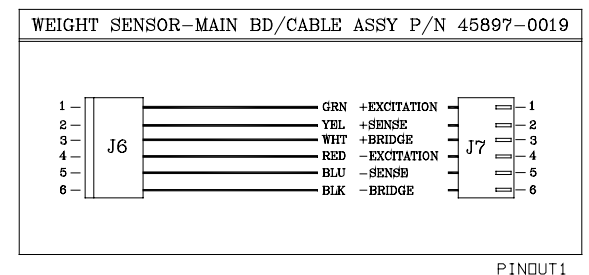 WEIGHT SENSOR-MAIN BD/CABLE ASSY P/N 45897-0019
1 GRN +EXCITATION 1
2 YEL +SENSE 2
3 WHT +BRIDGE 3
J6 J7
4 RED -EXCITATION 4
5 BLU -SENSE 5
6 BLK -BRIDGE 6
PINOUT1